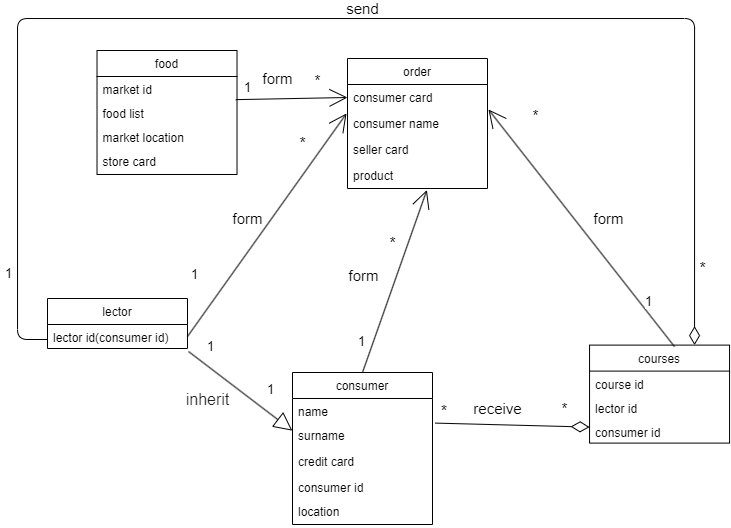 send
food
market id
food list
market location
store card
form
1
*
order
consumer card
consumer name
seller card
product
*
*
form
form
*
form
1
1
1
1
*
lector
lector id(consumer id)
1
1
inherit
consumer
name
surname
credit card
consumer id
location
*
receive
*
courses
course id
lector id
consumer id